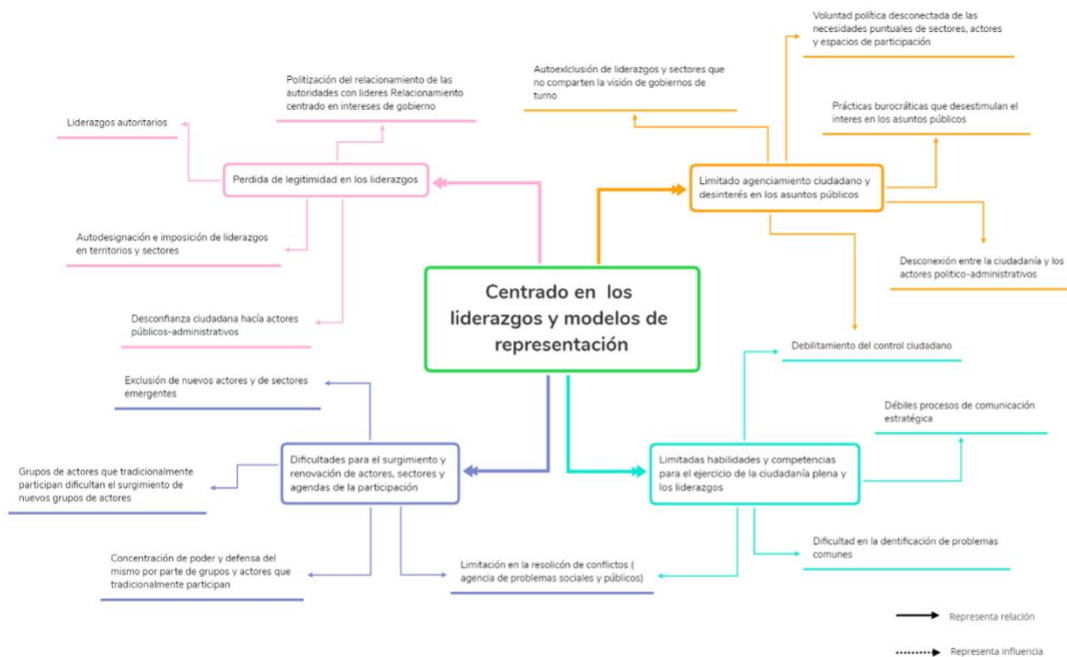 Voluntad política desconectada de las
necesidades puntuales de sectores, actores
y espacios de participación
Politización del relacionamiento de las
autoridades con lideres Relacionamiento
centrado en intereses de gobierno
Autoexlclusión de liderazgos y sectores que
no comparten la visión de gobiernos de
turno
Liderazgos autoritarios
Prácticas burocráticas que desestimulan el
interes en los asuntos públicos
Perdida de legitimidad en los liderazgos
Limitado agenciamiento ciudadano y
desinterés en los asuntos públicos
Autodesignación e imposición de liderazgos
en territorios y sectores
Desconexión entre la ciudadanía y los
actores politico-administrativos
Centrado en los
liderazgos y modelos de
representación
Desconfianza ciudadana hacía actores
públicos-administrativos
Debilitamiento del control ciudadano
Exclusión de nuevos actores y de sectores
emergentes
Débiles procesos de comunicación
estratégica
Dificultades para el surgimiento y
renovación de actores, sectores y
agendas de la participación
Limitadas habilidades y competencias
para el ejercicio de la ciudadanía plena y
los liderazgos
Grupos de actores que tradicionalmente
participan dificultan el surgimiento de
nuevos grupos de actores
Dificultad en la dentificación de problemas
comunes
Concentración de poder y defensa del
mismo por parte de grupos y actores que
tradicionalmente participan
Limitación en la resolicón de conflictos (
agencia de problemas sociales y públicos)
Representa relación
Representa influencia